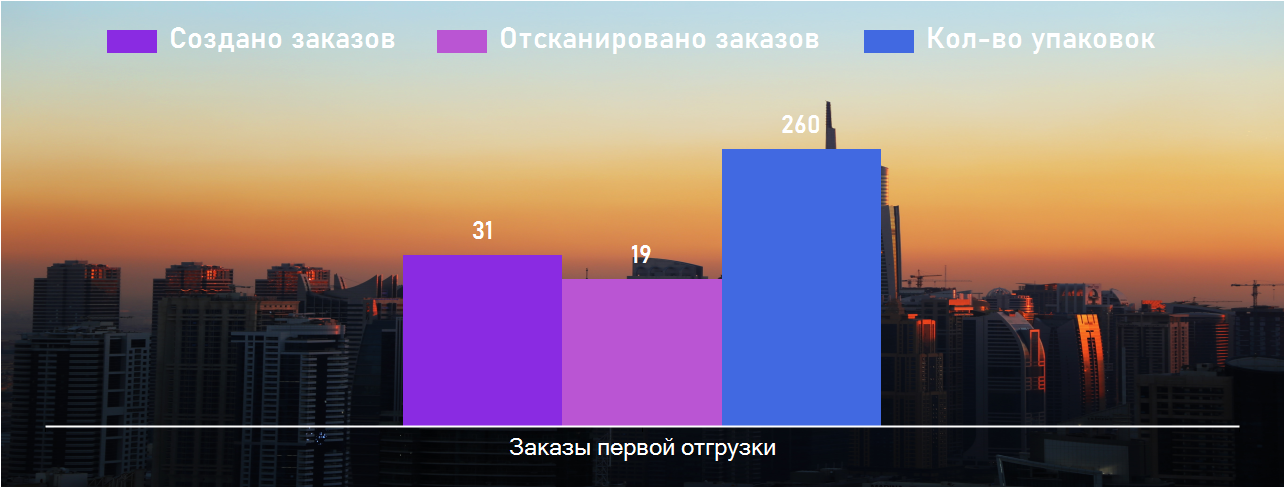 Создано заказов
Отсканировано заказов
Кол-во упаковок
260
31
19
Заказы первой отгрузки